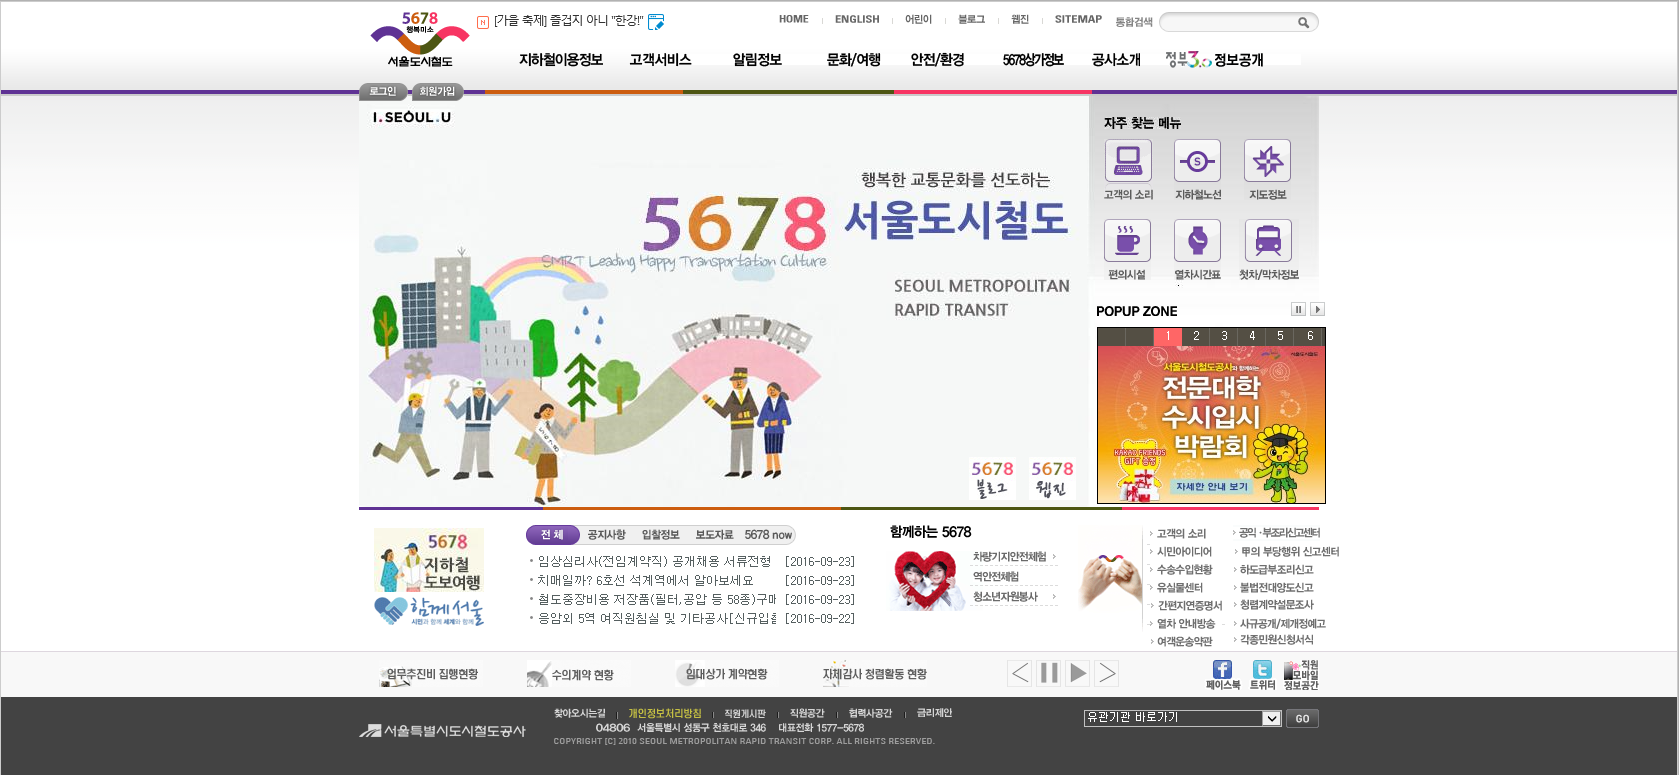 5678
행복미소
서울도시철도
N [가을 축제] 즐겁지 아니 "한강!"
HOME ENGLISH 어린이 블로그 웹진 SITEMAP 통합검색
지하철이용정보 고객서비스 알림정보 문화/여행 안전/환경 5678상가정보 공사소개 정부3.0 정보공개
로그인 회원가입
I.SEOUL.U
행복한 교통문화를 선도하는
5678 서울도시철도
SMRT Leading Happy Transportation Culture
SEOUL METROPOLITAN
RAPID TRANSIT
5678 블로그
5678 웹진
자주 찾는 메뉴
고객의 소리 지하철노선 지도정보
편의시설 열차시간표 첫차/막차정보
POPUP ZONE
1 2 3 4 5 6
서울도시철도
서울도시철도공사와 함께하는
전문대학
수시입시
박람회
KAKAO FRIENDS
GIFT 증정
자세한 안내 보기
5678
지하철
도보여행
함께서울
시민과 함께 세계와 함께
전 체 공지사항 입찰정보 보도자료 5678 now
임상심리사(전임계약직) 공개채용 서류전형 [2016-09-23]
치매일까? 6호선 석계역에서 알아보세요 [2016-09-23]
철도중장비용 저장품(필터,공압 등 58종)구매 [2016-09-23]
응암외 5역 여직원침실 및 기타공사[신규입찰 [2016-09-22]
함께하는 5678
차량기지안전체험
역안전체험
청소년자원봉사
고객의 소리
시민아이디어
수송수입현황
유실물센터
간편지연증명서
열차 안내방송
여객운송약관
공익·부조리신고센터
甲의 부당행위 신고센터
하도급부조리신고
불법전대양도신고
청렴계약설문조사
사규공개/제개정예고
각종민원신청서식
업무추진비 집행현황 수의계약 현황 임대상가 계약현황 자체감사 청렴활동 현황
페이스북 트위터 직원모바일정보공간
서울특별시도시철도공사
찾아오시는길 개인정보처리방침 직원게시판 직원공간 협력사공간 금리제안
04806 서울특별시 성동구 천호대로 346 대표전화 1577-5678
COPYRIGHT [C] 2010 SEOUL METROPOLITAN RAPID TRANSIT CORP. ALL RIGHTS RESERVED.
유관기관 바로가기 GO